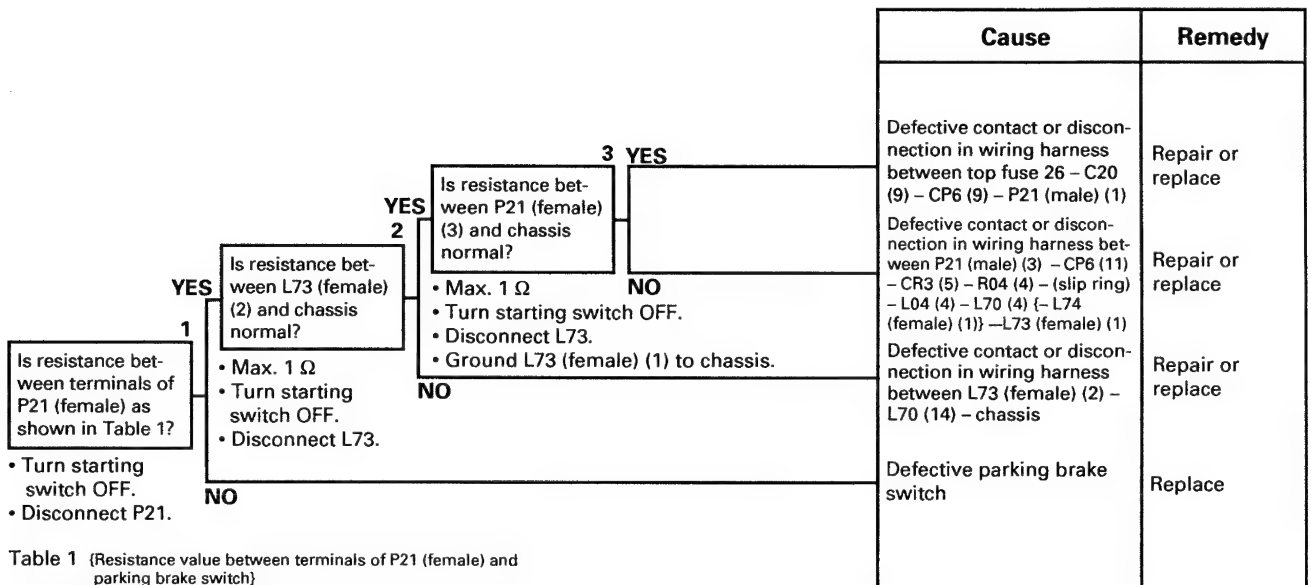 Cause
Remedy
1
Is resistance bet-
ween terminals of
P21 (female) as
shown in Table 1?
• Turn starting
switch OFF.
• Disconnect P21.
YES
NO
2
Is resistance bet-
ween L73 (female)
(2) and chassis
normal?
• Max. 1 Ω
• Turn starting
switch OFF.
• Disconnect L73.
YES
NO
3
Is resistance bet-
ween P21 (female)
(3) and chassis
normal?
• Max. 1 Ω
• Turn starting switch OFF.
• Disconnect L73.
• Ground L73 (female) (1) to chassis.
YES
NO
Defective contact or discon-
nection in wiring harness
between top fuse 26 – C20
(9) – CP6 (9) – P21 (male) (1)
Repair or
replace
Defective contact or discon-
nection in wiring harness bet-
ween P21 (male) (3) – CP6 (11)
– CR3 (5) – R04 (4) – (slip ring)
– L04 (4) – L70 (4) {– L74
(female) (1)} —L73 (female) (1)
Repair or
replace
Defective contact or discon-
nection in wiring harness
between L73 (female) (2) –
L70 (14) – chassis
Repair or
replace
Defective parking brake
switch
Replace
Table 1 {Resistance value between terminals of P21 (female) and
parking brake switch}